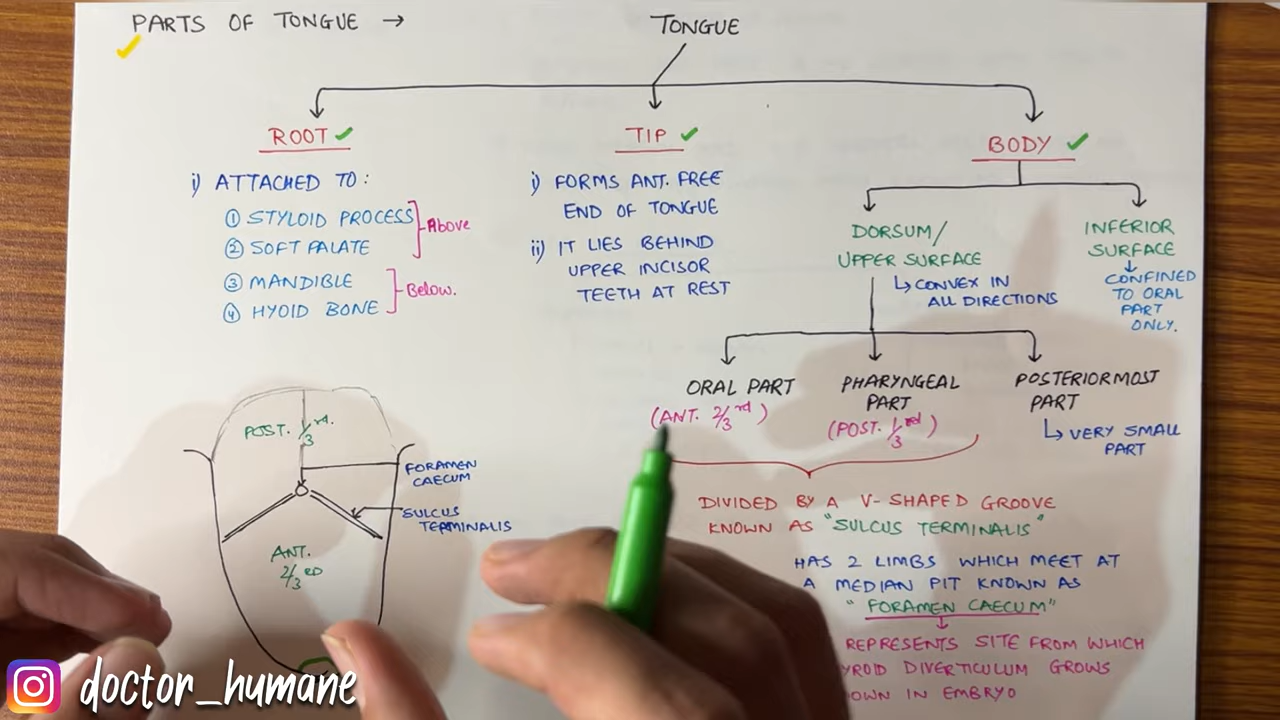 PARTS OF TONGUE →
TONGUE
ROOT
i) ATTACHED TO:
① STYLOID PROCESS
② SOFT PALATE
Above
③ MANDIBLE
④ HYOID BONE
Below.
TIP
i) FORMS ANT. FREE
END OF TONGUE
ii) IT LIES BEHIND
UPPER INCISOR
TEETH AT REST
BODY
DORSUM/
UPPER SURFACE
CONVEX IN
ALL DIRECTIONS
INFERIOR
SURFACE
CONFINED
TO ORAL
PART
ONLY.
ORAL PART
(ANT. 2/3rd)
PHARYNGEAL
PART
(POST. 1/3rd)
POSTERIORMOST
PART
VERY SMALL
PART
DIVIDED BY A V-SHAPED GROOVE
KNOWN AS "SULCUS TERMINALIS"
HAS 2 LIMBS WHICH MEET AT
A MEDIAN PIT KNOWN AS
"FORAMEN CAECUM"
REPRESENTS SITE FROM WHICH
DIVERTICULUM GROWS
IN EMBRYO
POST. 1/3rd.
FORAMEN
CAECUM
SULCUS
TERMINALIS
ANT.
2/3RD
doctor_humane